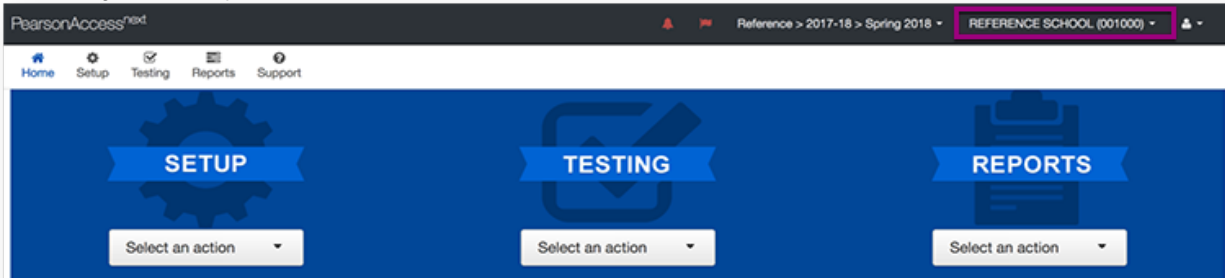 PearsonAccessnext Reference > 2017-18 > Spring 2018 REFERENCE SCHOOL (001000)
Home Setup Testing Reports Support
SETUP TESTING REPORTS
Select an action Select an action Select an action